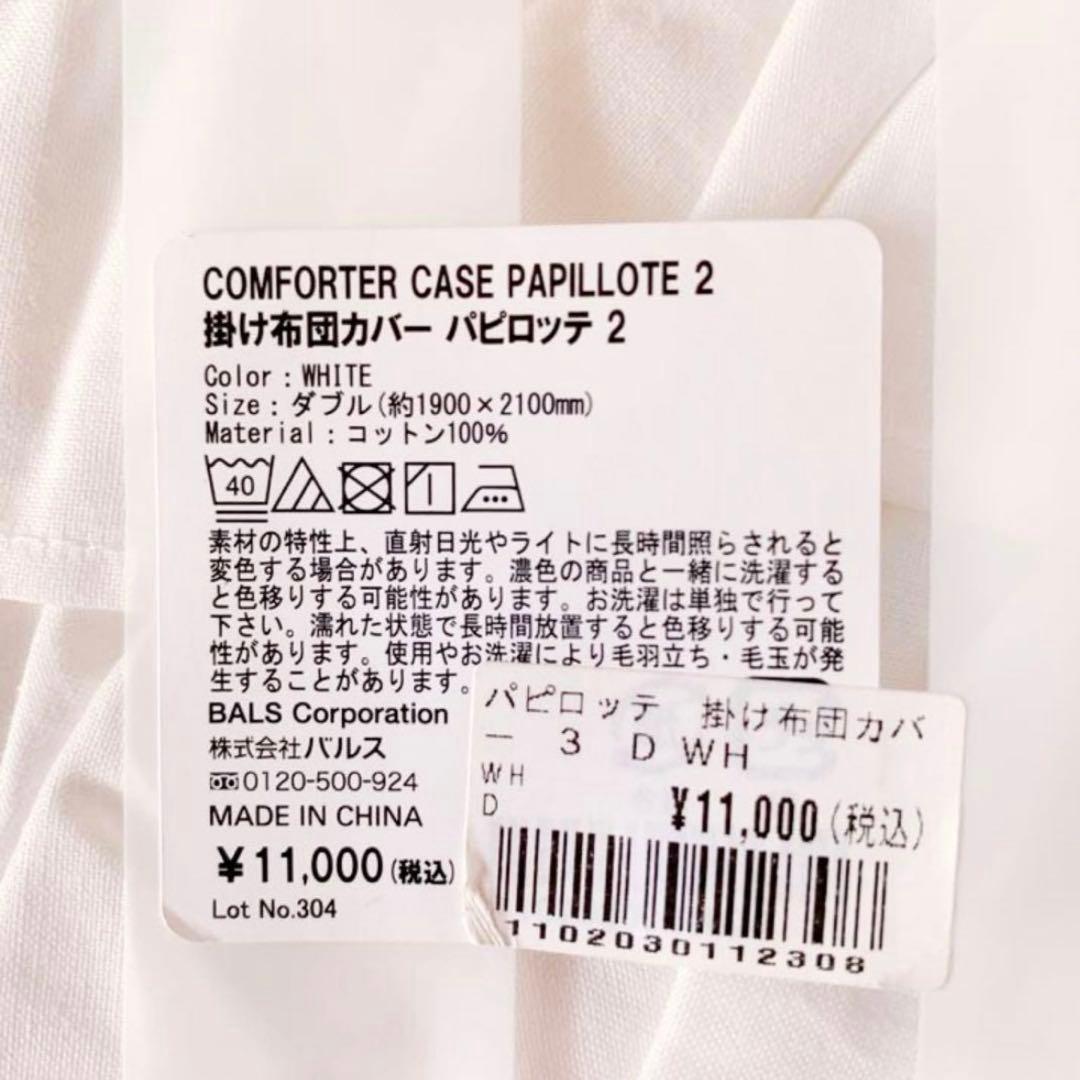 COMFORTER CASE PAPILLOTE 2
掛け布団カバー パピロッテ 2
Color : WHITE
Size : ダブル(約1900×2100mm)
Material : コットン100%
40
素材の特性上、直射日光やライトに長時間照らされると
変色する場合があります。濃色の商品と一緒に洗濯する
と色移りする可能性があります。お洗濯は単独で行って
下さい。濡れた状態で長時間放置すると色移りする可能
性があります。使用やお洗濯により毛羽立ち・毛玉が発
生することがあります。
BALS Corporation
株式会社バルス
0120-500-924
MADE IN CHINA
¥11,000(税込)
Lot No.304
パピロッテ 掛け布団カバ
ー 3 D WH
WH
D
¥11,000(税込)
1102030112308